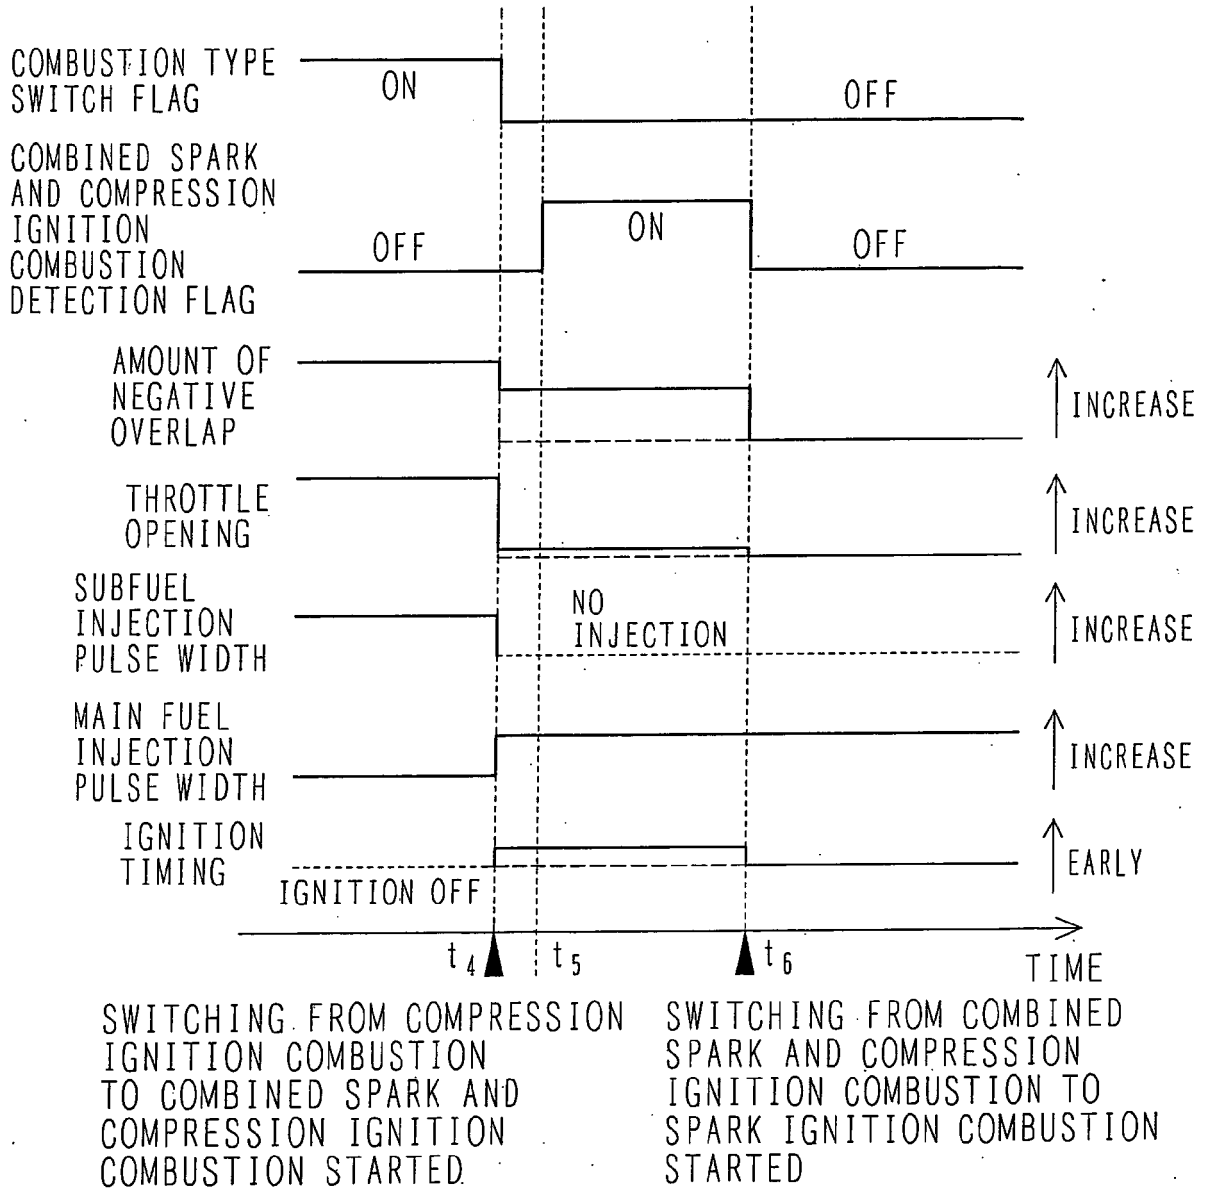 COMBUSTION TYPE
SWITCH FLAG
ON
OFF
COMBINED SPARK
AND COMPRESSION
IGNITION
COMBUSTION
DETECTION FLAG
OFF
ON
OFF
AMOUNT OF
NEGATIVE
OVERLAP
INCREASE
THROTTLE
OPENING
INCREASE
SUBFUEL
INJECTION
PULSE WIDTH
NO
INJECTION
INCREASE
MAIN FUEL
INJECTION
PULSE WIDTH
INCREASE
IGNITION
TIMING
IGNITION OFF
EARLY
t4
t5
t6
TIME
SWITCHING FROM COMPRESSION
IGNITION COMBUSTION
TO COMBINED SPARK AND
COMPRESSION IGNITION
COMBUSTION STARTED
SWITCHING FROM COMBINED
SPARK AND COMPRESSION
IGNITION COMBUSTION TO
SPARK IGNITION COMBUSTION
STARTED